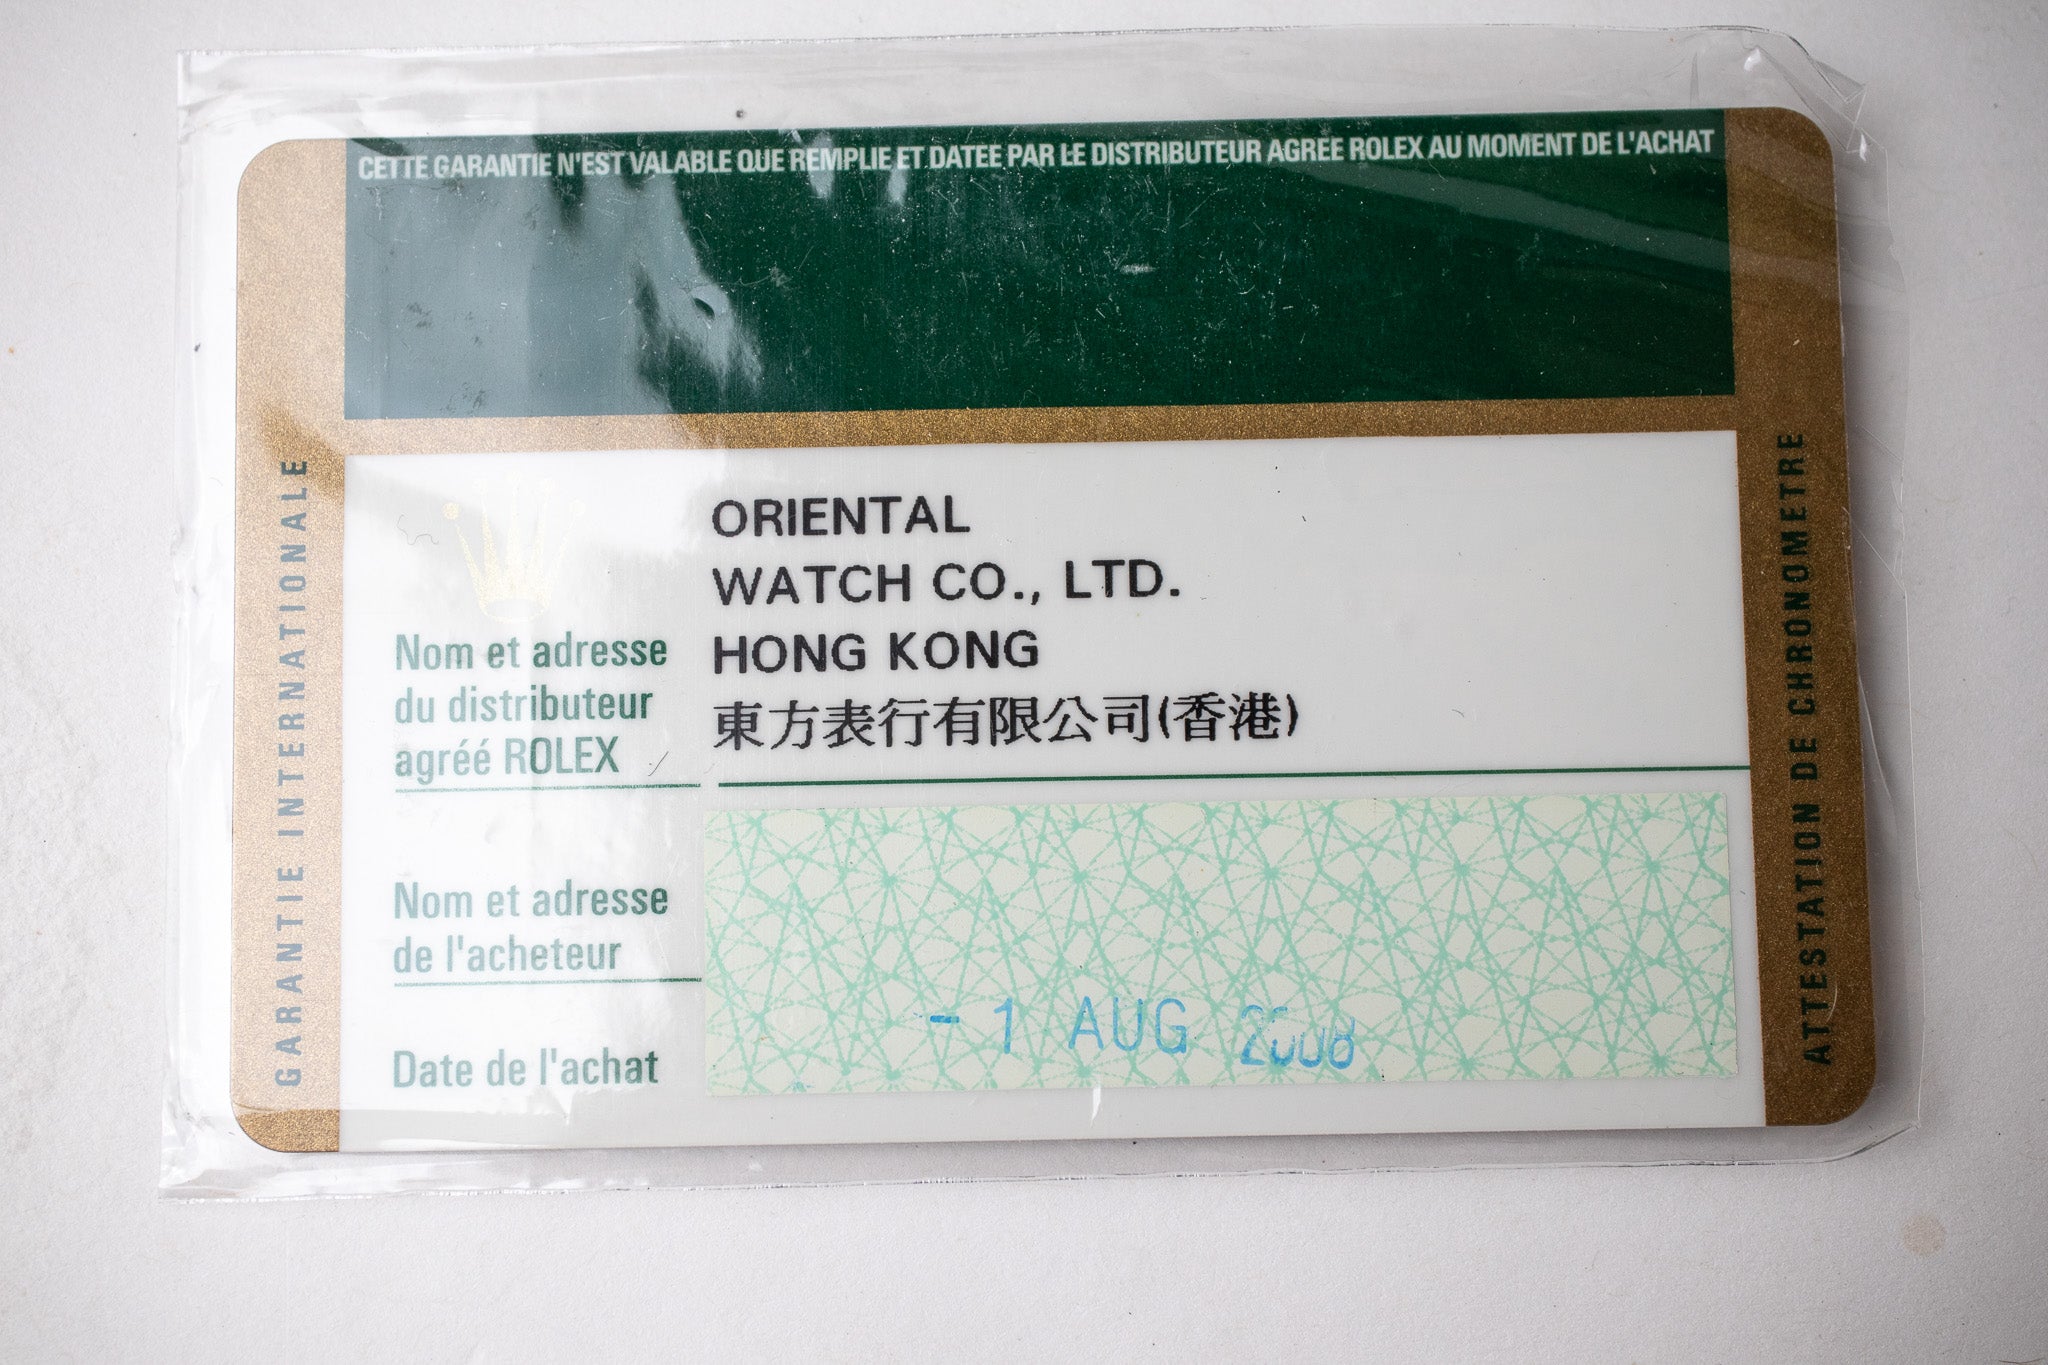 CETTE GARANTIE N'EST VALABLE QUE REMPLIE ET DATEE PAR LE DISTRIBUTEUR AGREE ROLEX AU MOMENT DE L'ACHAT
GARANTIE INTERNATIONALE
ORIENTAL
WATCH CO., LTD.
HONG KONG
東方表行有限公司(香港)
Nom et adresse
du distributeur
agréé ROLEX
Nom et adresse
de l'acheteur
Date de l'achat
- 1 AUG 2008
ATTESTATION DE CHRONOMETRE